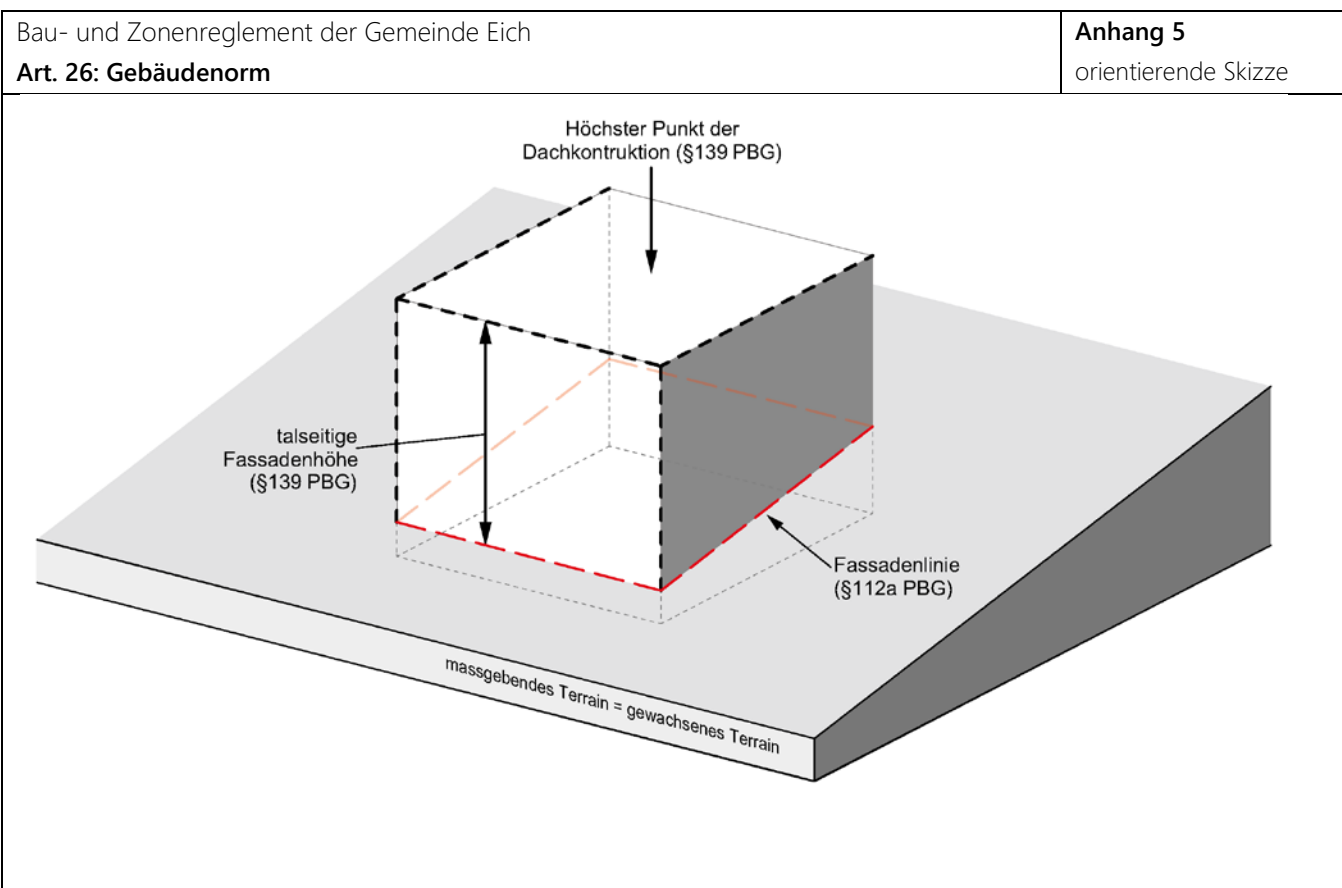 Bau- und Zonenreglement der Gemeinde Eich
Art. 26: Gebäudenorm
Anhang 5
orientierende Skizze
Höchster Punkt der
Dachkontruktion (§139 PBG)
talseitige
Fassadenhöhe
(§139 PBG)
Fassadenlinie
(§112a PBG)
massgebendes Terrain = gewachsenes Terrain